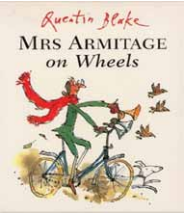 Quentin Blake
MRS ARMITAGE
on Wheels